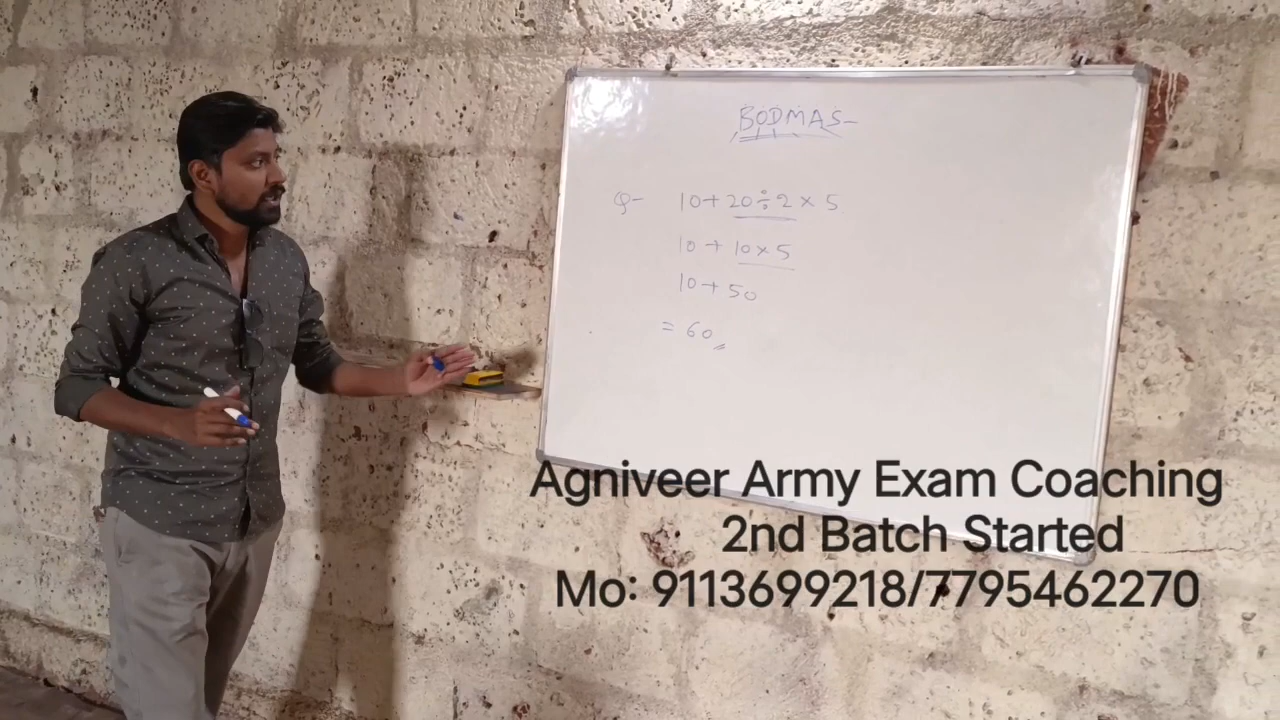 BODMAS-
Q- 10+20÷2×5
10+10×5
10+50
=60
Agniveer Army Exam Coaching
2nd Batch Started
Mo: 9113699218/7795462270